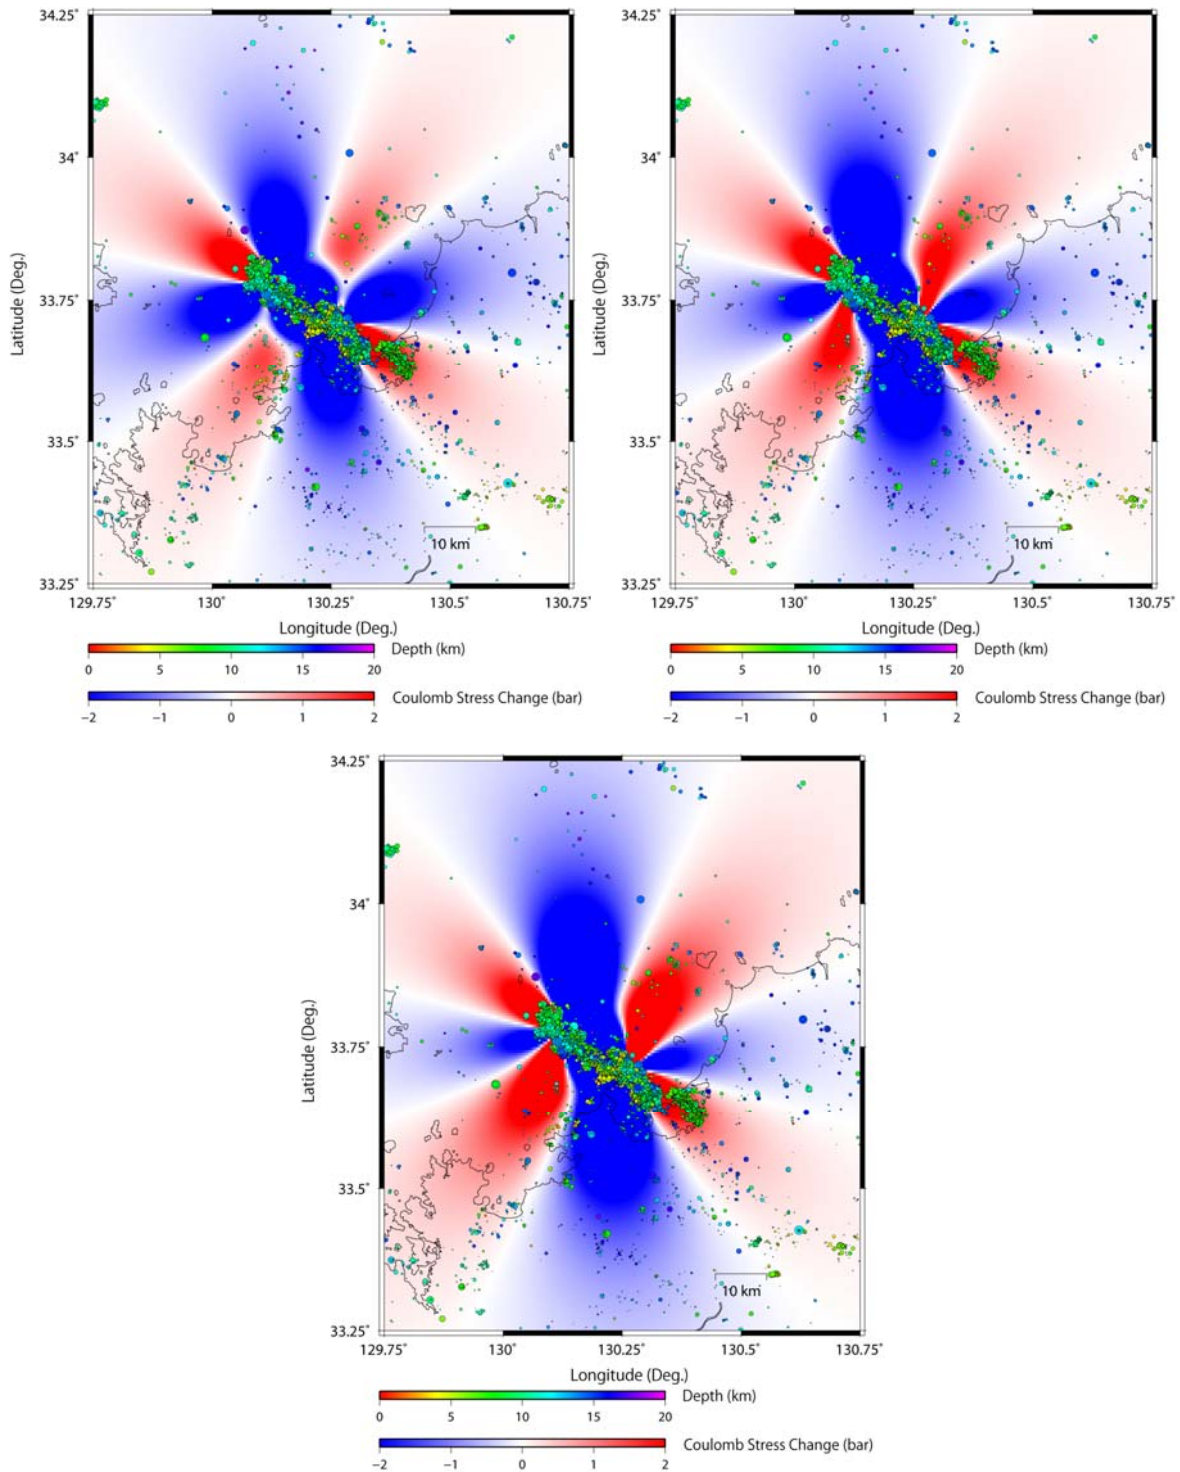 34.25°
34°
33.75°
33.5°
33.25°
Latitude (Deg.)
10 km
129.75° 130° 130.25° 130.5° 130.75°
Longitude (Deg.)
Depth (km)
0 5 10 15 20
Coulomb Stress Change (bar)
−2 −1 0 1 2
34.25°
34°
33.75°
33.5°
33.25°
Latitude (Deg.)
10 km
129.75° 130° 130.25° 130.5° 130.75°
Longitude (Deg.)
Depth (km)
0 5 10 15 20
Coulomb Stress Change (bar)
−2 −1 0 1 2
34.25°
34°
33.75°
33.5°
33.25°
Latitude (Deg.)
10 km
129.75° 130° 130.25° 130.5° 130.75°
Longitude (Deg.)
Depth (km)
0 5 10 15 20
Coulomb Stress Change (bar)
−2 −1 0 1 2